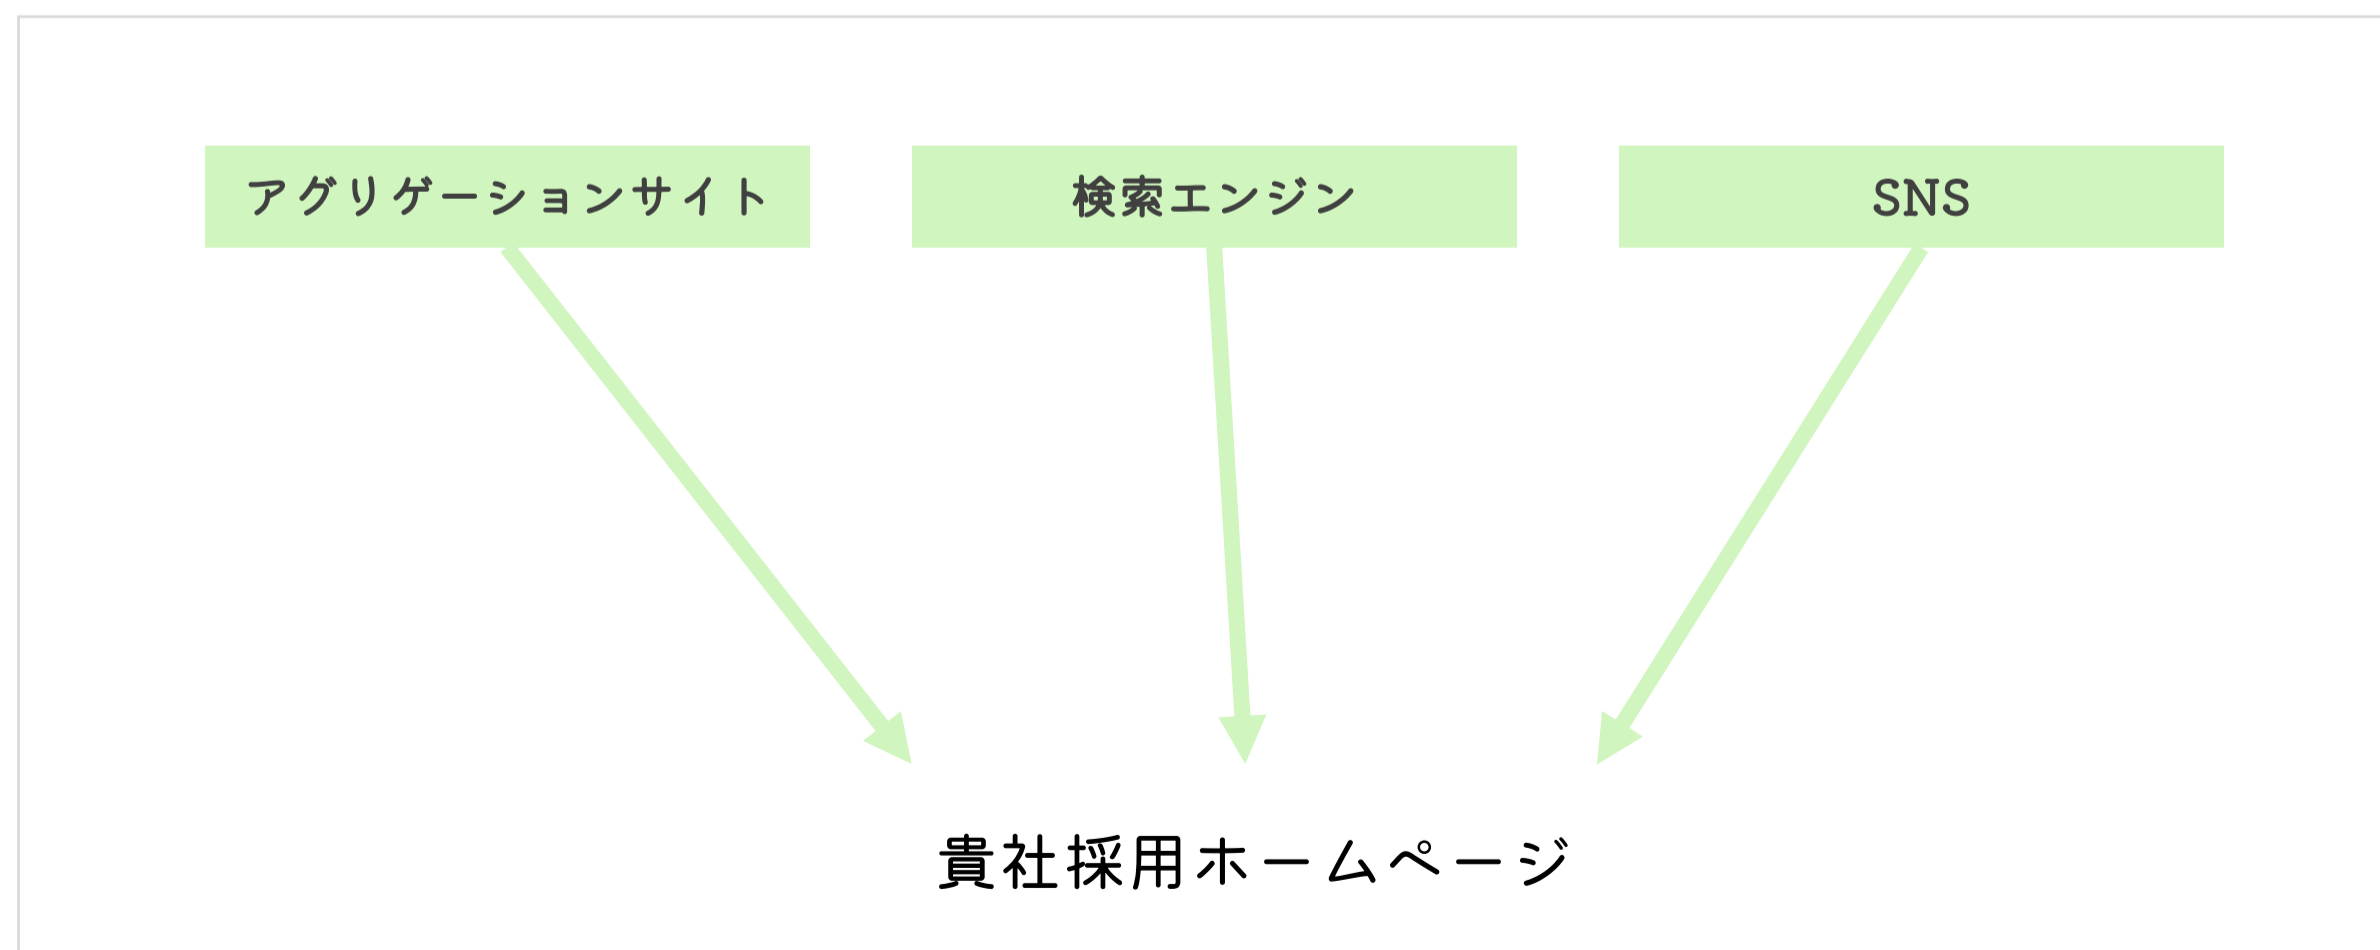 アグリゲーションサイト
検索エンジン
SNS
貴社採用ホームページ